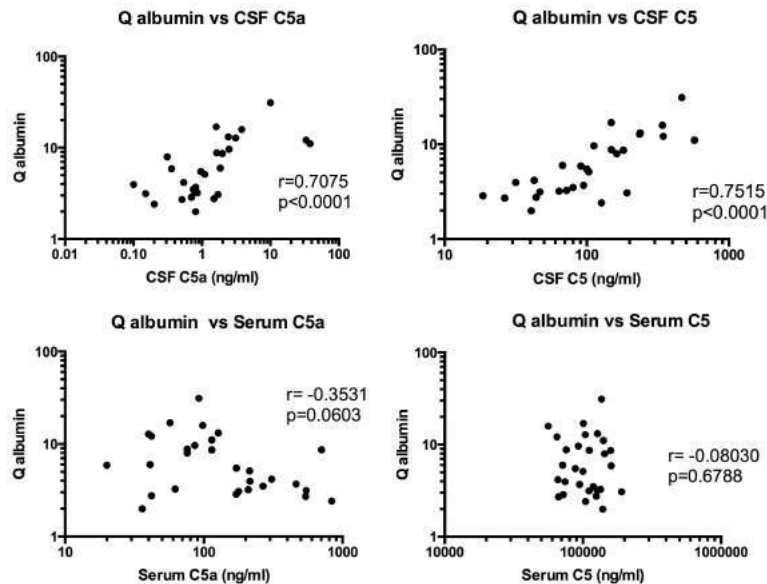 Q albumin vs CSF C5a
100
10
1
Q albumin
0.01
0.1
1
10
100
CSF C5a (ng/ml)
r=0.7075
p<0.0001
Q albumin vs CSF C5
100
10
1
Q albumin
10
100
1000
CSF C5 (ng/ml)
r=0.7515
p<0.0001
Q albumin vs Serum C5a
100
10
1
Q albumin
10
100
1000
Serum C5a (ng/ml)
r= -0.3531
p=0.0603
Q albumin vs Serum C5
100
10
1
Q albumin
10000
100000
1000000
Serum C5 (ng/ml)
r= -0.08030
p=0.6788